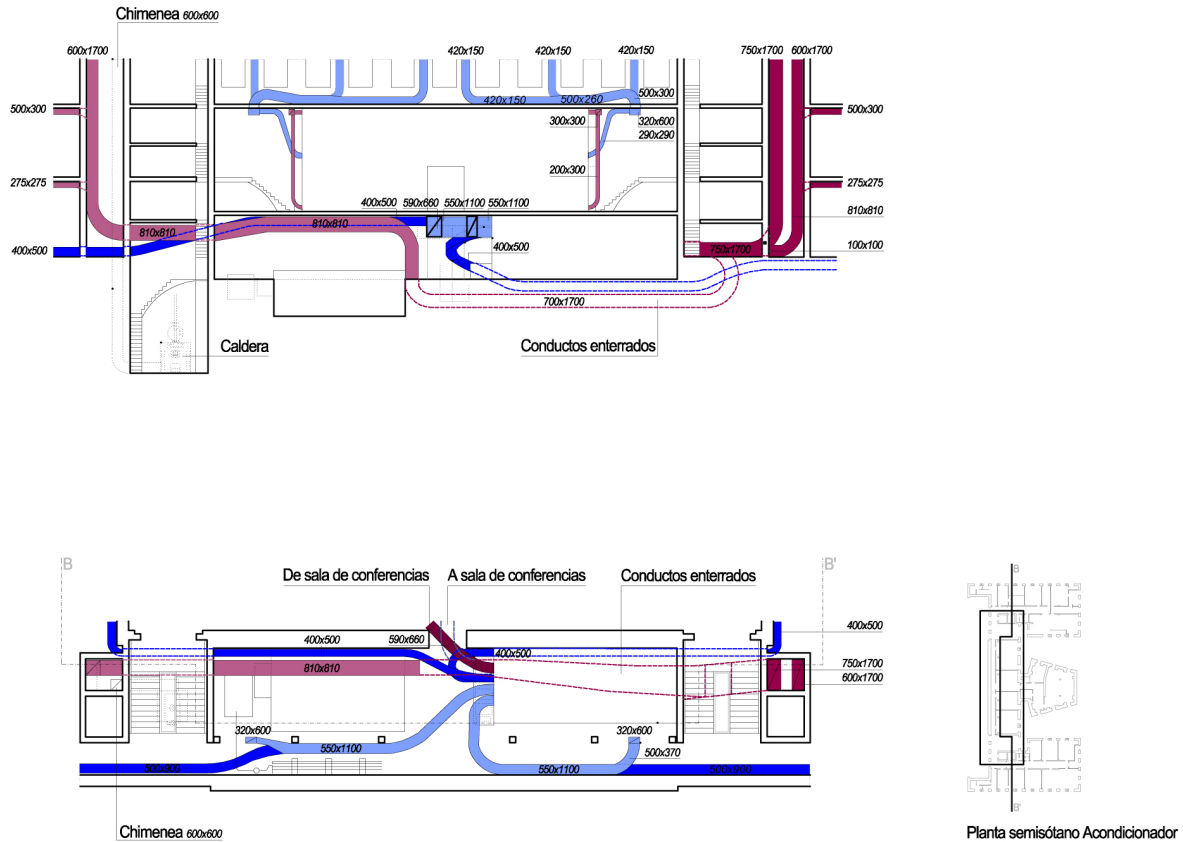 Chimenea 600x600
600x1700
420x150
420x150
420x150
750x1700
600x1700
500x300
420x150
500x260
500x300
300x300
320x600
290x290
200x300
500x300
275x275
275x275
400x500
590x660
550x1100
550x1100
810x810
810x810
810x810
400x500
400x500
750x1700
100x100
700x1700
Caldera
Conductos enterrados
B
B'
De sala de conferencias
A sala de conferencias
Conductos enterrados
400x500
590x660
400x500
400x500
810x810
750x1700
600x1700
320x600
320x600
550x1100
500x370
500x900
550x1100
500x900
Chimenea 600x600
B
B'
Planta semisótano Acondicionador